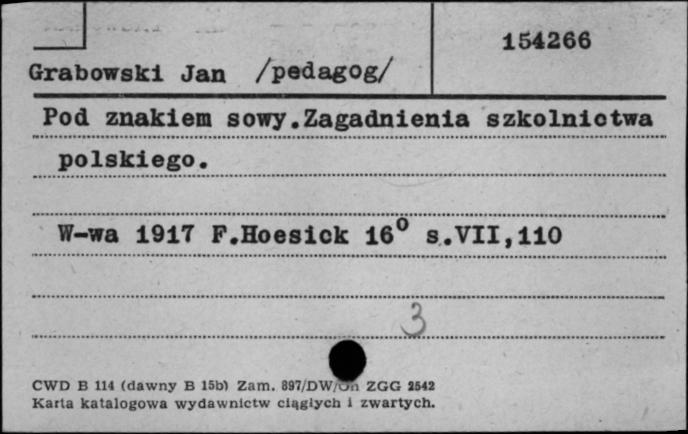 154266
Grabowski Jan /pedagog/
Pod znakiem sowy.Zagadnienia szkolnictwa
polskiego.
W-wa 1917 F.Hoesick 16° s.VII,110
3
CWD B 114 (dawny B 15b) Zam. 897/DW/ ZGG 2542
Karta katalogowa wydawnictw ciągłych i zwartych.